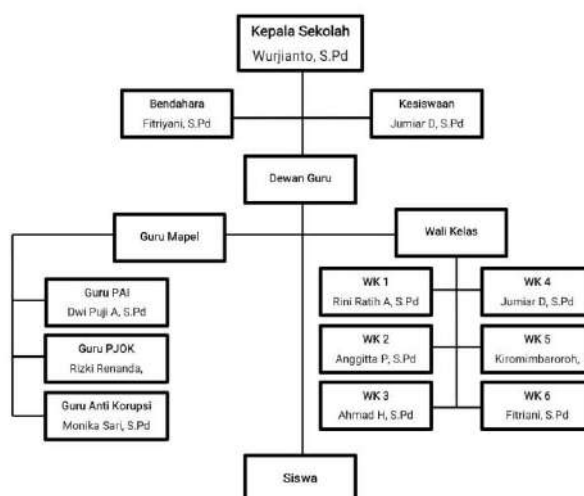 Kepala Sekolah
Wurjianto, S.Pd
Bendahara
Fitriyani, S.Pd
Kesiswaan
Jumiar D, S.Pd
Dewan Guru
Guru Mapel
Wali Kelas
Guru PAI
Dwi Puji A, S.Pd
Guru PJOK
Rizki Renanda,
Guru Anti Korupsi
Monika Sari, S.Pd
WK 1
Rini Ratih A, S.Pd
WK 4
Jumiar D, S.Pd
WK 2
Anggitta P, S.Pd
WK 5
Kiromimbaroroh,
WK 3
Ahmad H, S.Pd
WK 6
Fitriani, S.Pd
Siswa